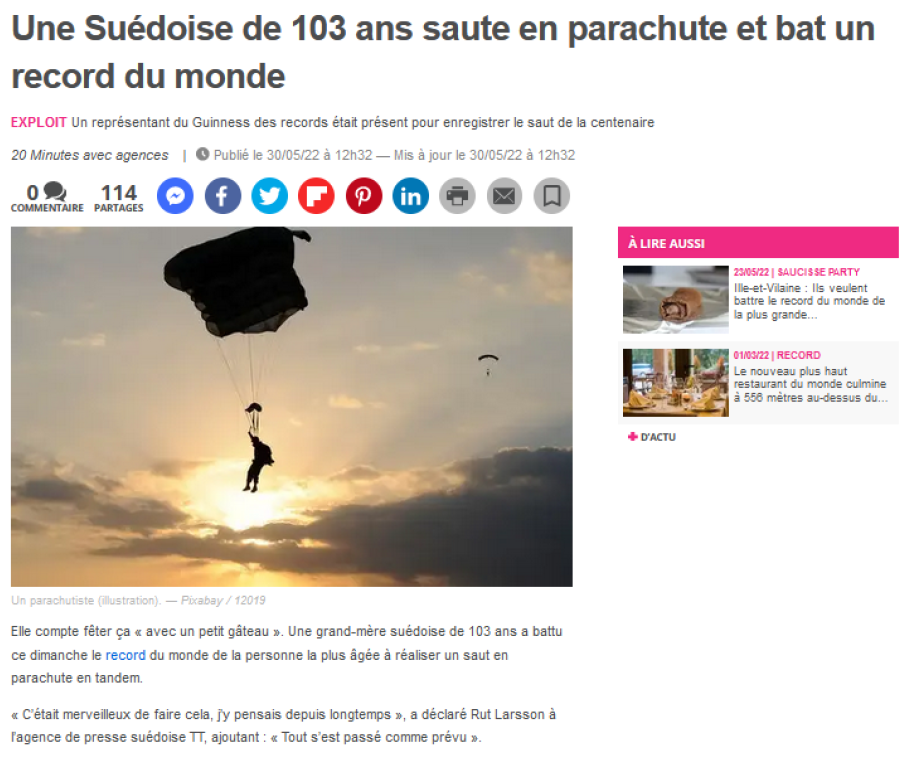 Une Suédoise de 103 ans saute en parachute et bat un
record du monde
EXPLOIT Un représentant du Guinness des records était présent pour enregistrer le saut de la centenaire
20 Minutes avec agences | Publié le 30/05/22 à 12h32 — Mis à jour le 30/05/22 à 12h32
0
COMMENTAIRE
114
PARTAGES
Un parachutiste (illustration). — Pixabay / 12019
Elle compte fêter ça « avec un petit gâteau ». Une grand-mère suédoise de 103 ans a battu
ce dimanche le record du monde de la personne la plus âgée à réaliser un saut en
parachute en tandem.
« C'était merveilleux de faire cela, j'y pensais depuis longtemps », a déclaré Rut Larsson à
l'agence de presse suédoise TT, ajoutant : « Tout s'est passé comme prévu ».
À LIRE AUSSI
23/05/22 | SAUCISSE PARTY
Ille-et-Vilaine : Ils veulent
battre le record du monde de
la plus grande...
01/03/22 | RECORD
Le nouveau plus haut
restaurant du monde culmine
à 556 mètres au-dessus du...
+ D'ACTU